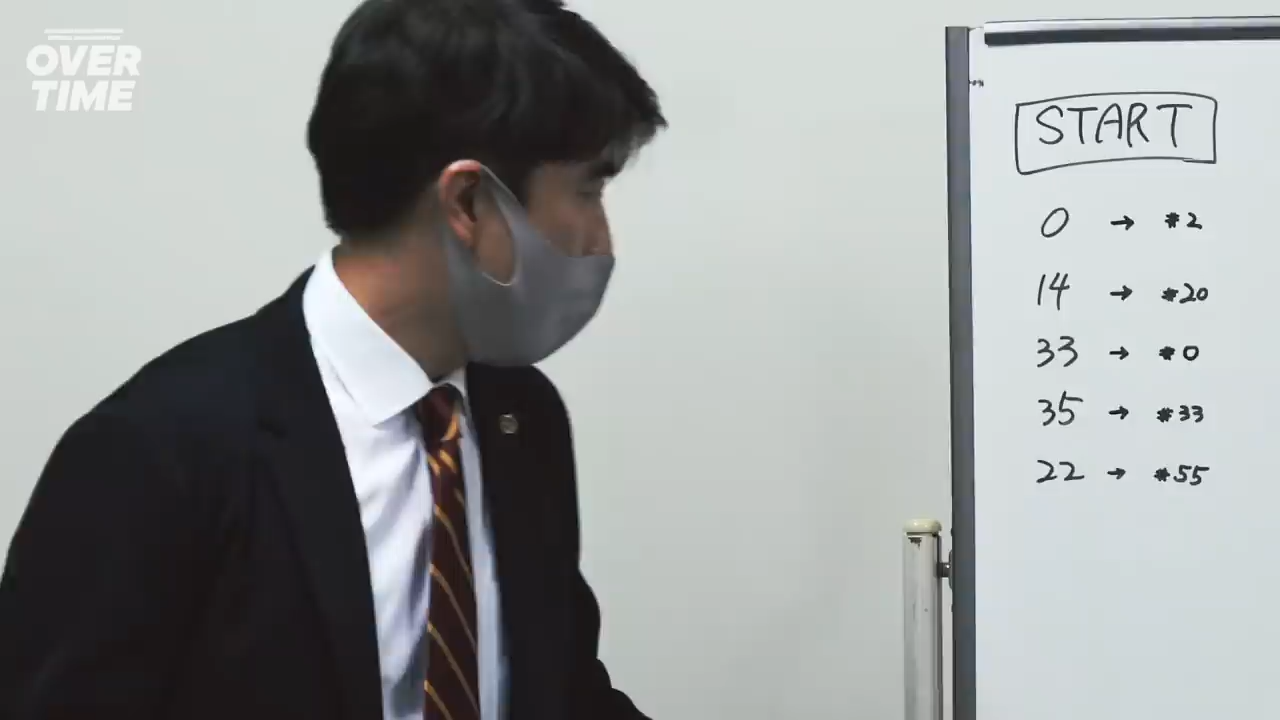 OVER
TIME
START
0 → #2
14 → #20
33 → #0
35 → #33
22 → #55